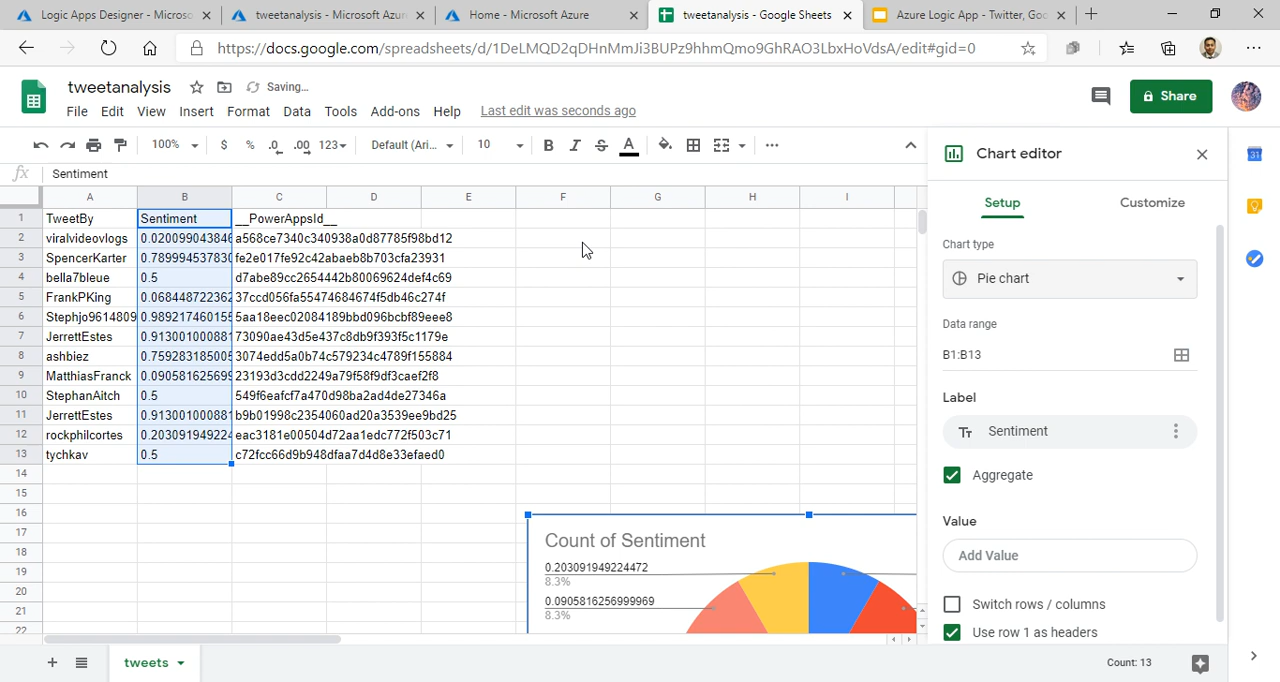 Logic Apps Designer - Microso
tweetanalysis - Microsoft Azur
Home - Microsoft Azure
tweetanalysis - Google Sheets
Azure Logic App - Twitter, Goo
https://docs.google.com/spreadsheets/d/1DeLMQD2qDHnMmJi3BUPz9hhmQmo9GhRAO3LbxHoVdsA/edit#gid=0
tweetanalysis
Saving...
File Edit View Insert Format Data Tools Add-ons Help Last edit was seconds ago
Share
100% $ % .0 .00 123 Default (Ari... 10 B I S A
fx Sentiment
A B C D E F G H I
1 TweetBy Sentiment __PowerAppsId__
2 viralvideovlogs 0.020099043846 a568ce7340c340938a0d87785f98bd12
3 SpencerKarter 0.789994537830 fe2e017fe92c42abaeb8b703cfa23931
4 bella7bleue 0.5 d7abe89cc2654442b80069624def4c69
5 FrankPKing 0.068448722362 37ccd056fa55474684674f5db46c274f
6 Stephjo9614809 0.989217460155 5aa18eec02084189bbd096bcbf89eee8
7 JerrettEstes 0.913001000881 73090ae43d5e437c8db9f393f5c1179e
8 ashbiez 0.759283185005 3074edd5a0b74c579234c4789f155884
9 MatthiasFranck 0.090581625699 23193d3cdd2249a79f58f9df3caef2f8
10 StephanAitch 0.5 549f6eafcf7a470d98ba2ad4de27346a
11 JerrettEstes 0.913001000881 b9b01998c2354060ad20a3539ee9bd25
12 rockphilcortes 0.203091949224 eac3181e00504d72aa1edc772f503c71
13 tychkav 0.5 c72fcc66d9b948dfaa7d4d8e33efaed0
14
15
16
17
18
19
20
21
22
Count of Sentiment
0.203091949224472
8.3%
0.0905816256999969
8.3%
Chart editor
Setup Customize
Chart type
Pie chart
Data range
B1:B13
Label
Tт Sentiment
Aggregate
Value
Add Value
Switch rows / columns
Use row 1 as headers
31
tweets
Count: 13